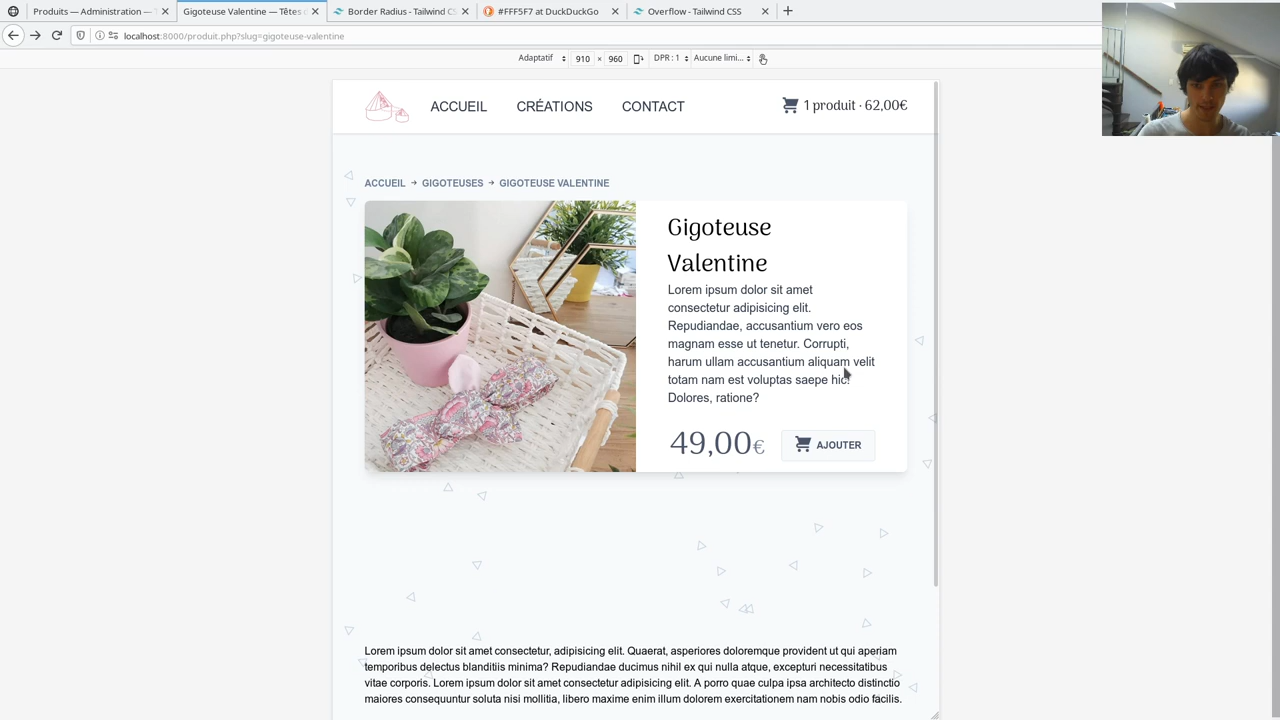 Produits — Administration —
Gigoteuse Valentine — Têtes
Border Radius - Tailwind CS
#FFF5F7 at DuckDuckGo
Overflow - Tailwind CSS
localhost:8000/produit.php?slug=gigoteuse-valentine
Adaptatif 910 × 960 DPR : 1 Aucune limi…
ACCUEIL CRÉATIONS CONTACT 1 produit · 62,00€
ACCUEIL → GIGOTEUSES → GIGOTEUSE VALENTINE
Gigoteuse
Valentine
Lorem ipsum dolor sit amet
consectetur adipisicing elit.
Repudiandae, accusantium vero eos
magnam esse ut tenetur. Corrupti,
harum ullam accusantium aliquam velit
totam nam est voluptas saepe hic!
Dolores, ratione?
49,00€ AJOUTER
Lorem ipsum dolor sit amet consectetur, adipisicing elit. Quaerat, asperiores doloremque provident ut qui aperiam
temporibus delectus blanditiis minima? Repudiandae ducimus nihil ex qui nulla atque, excepturi necessitatibus
vitae corporis. Lorem ipsum dolor sit amet consectetur adipisicing elit. A porro quae culpa ipsa architecto distinctio
maiores consequuntur soluta nisi mollitia, libero maxime enim illum dolorem exercitationem nam nobis odio facilis.